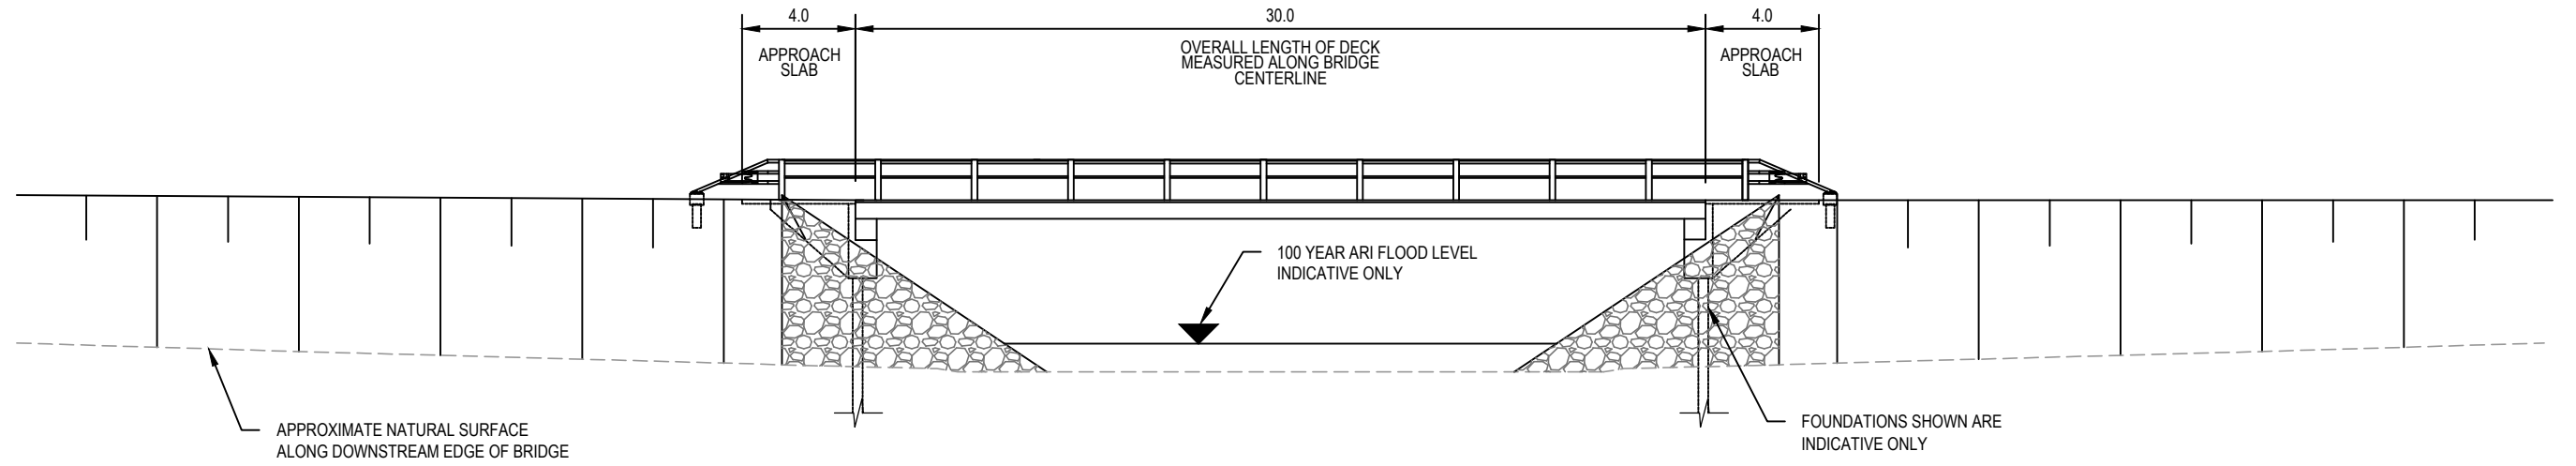 4.0
30.0
4.0
APPROACH
SLAB
OVERALL LENGTH OF DECK
MEASURED ALONG BRIDGE
CENTERLINE
APPROACH
SLAB
100 YEAR ARI FLOOD LEVEL
INDICATIVE ONLY
APPROXIMATE NATURAL SURFACE
ALONG DOWNSTREAM EDGE OF BRIDGE
FOUNDATIONS SHOWN ARE
INDICATIVE ONLY